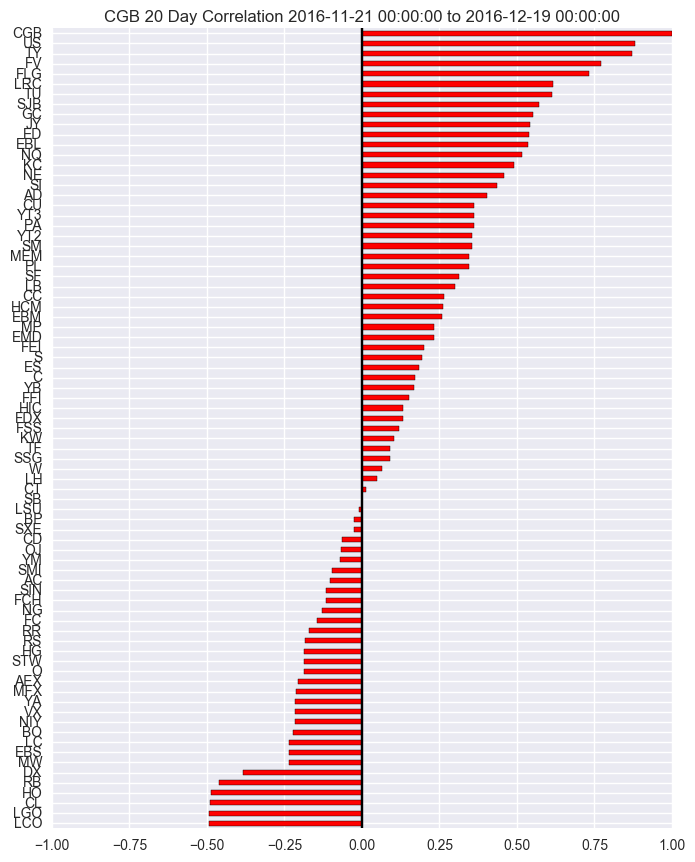 CGB 20 Day Correlation 2016-11-21 00:00:00 to 2016-12-19 00:00:00
CGB
US
TY
FV
FLG
LRC
TU
SJB
GC
JY
ED
EBL
NQ
KC
NE
SI
AD
CU
YT3
PA
YT2
SM
MEM
PL
SF
LB
CC
HCM
EBM
MP
EMD
FEI
S
ES
C
YB
FFI
HIC
FDX
FSS
KW
TF
SSG
W
LH
CT
SB
LSU
BP
SXE
CD
OJ
YM
SMI
AC
SIN
FCH
NG
FC
RR
RS
HG
STW
O
AEX
MFX
YA
VX
NIY
BO
LC
EBS
MW
DX
RB
HO
CL
LGO
LCO
−1.00 −0.75 −0.50 −0.25 0.00 0.25 0.50 0.75 1.00